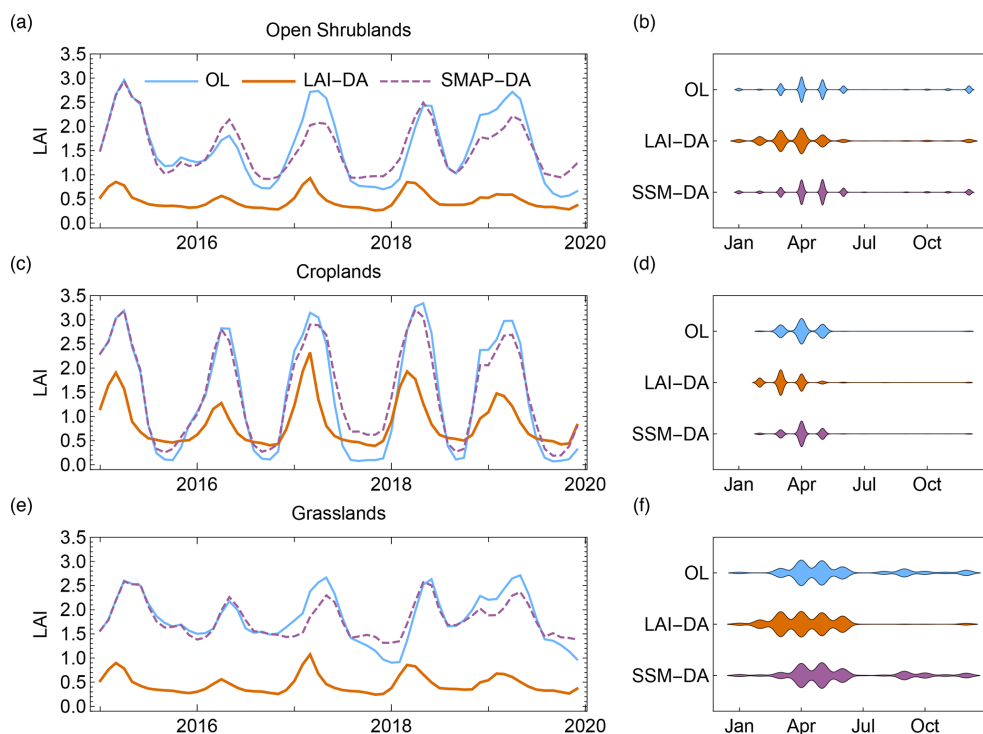 (a)
Open Shrublands
(b)
3.5
3.0
2.5
2.0
1.5
1.0
0.5
0.0
LAI
OL
LAI−DA
SMAP−DA
2016
2018
2020
OL
LAI−DA
SSM−DA
Jan
Apr
Jul
Oct
(c)
Croplands
(d)
3.5
3.0
2.5
2.0
1.5
1.0
0.5
0.0
LAI
2016
2018
2020
OL
LAI−DA
SSM−DA
Jan
Apr
Jul
Oct
(e)
Grasslands
(f)
3.5
3.0
2.5
2.0
1.5
1.0
0.5
0.0
LAI
2016
2018
2020
OL
LAI−DA
SSM−DA
Jan
Apr
Jul
Oct